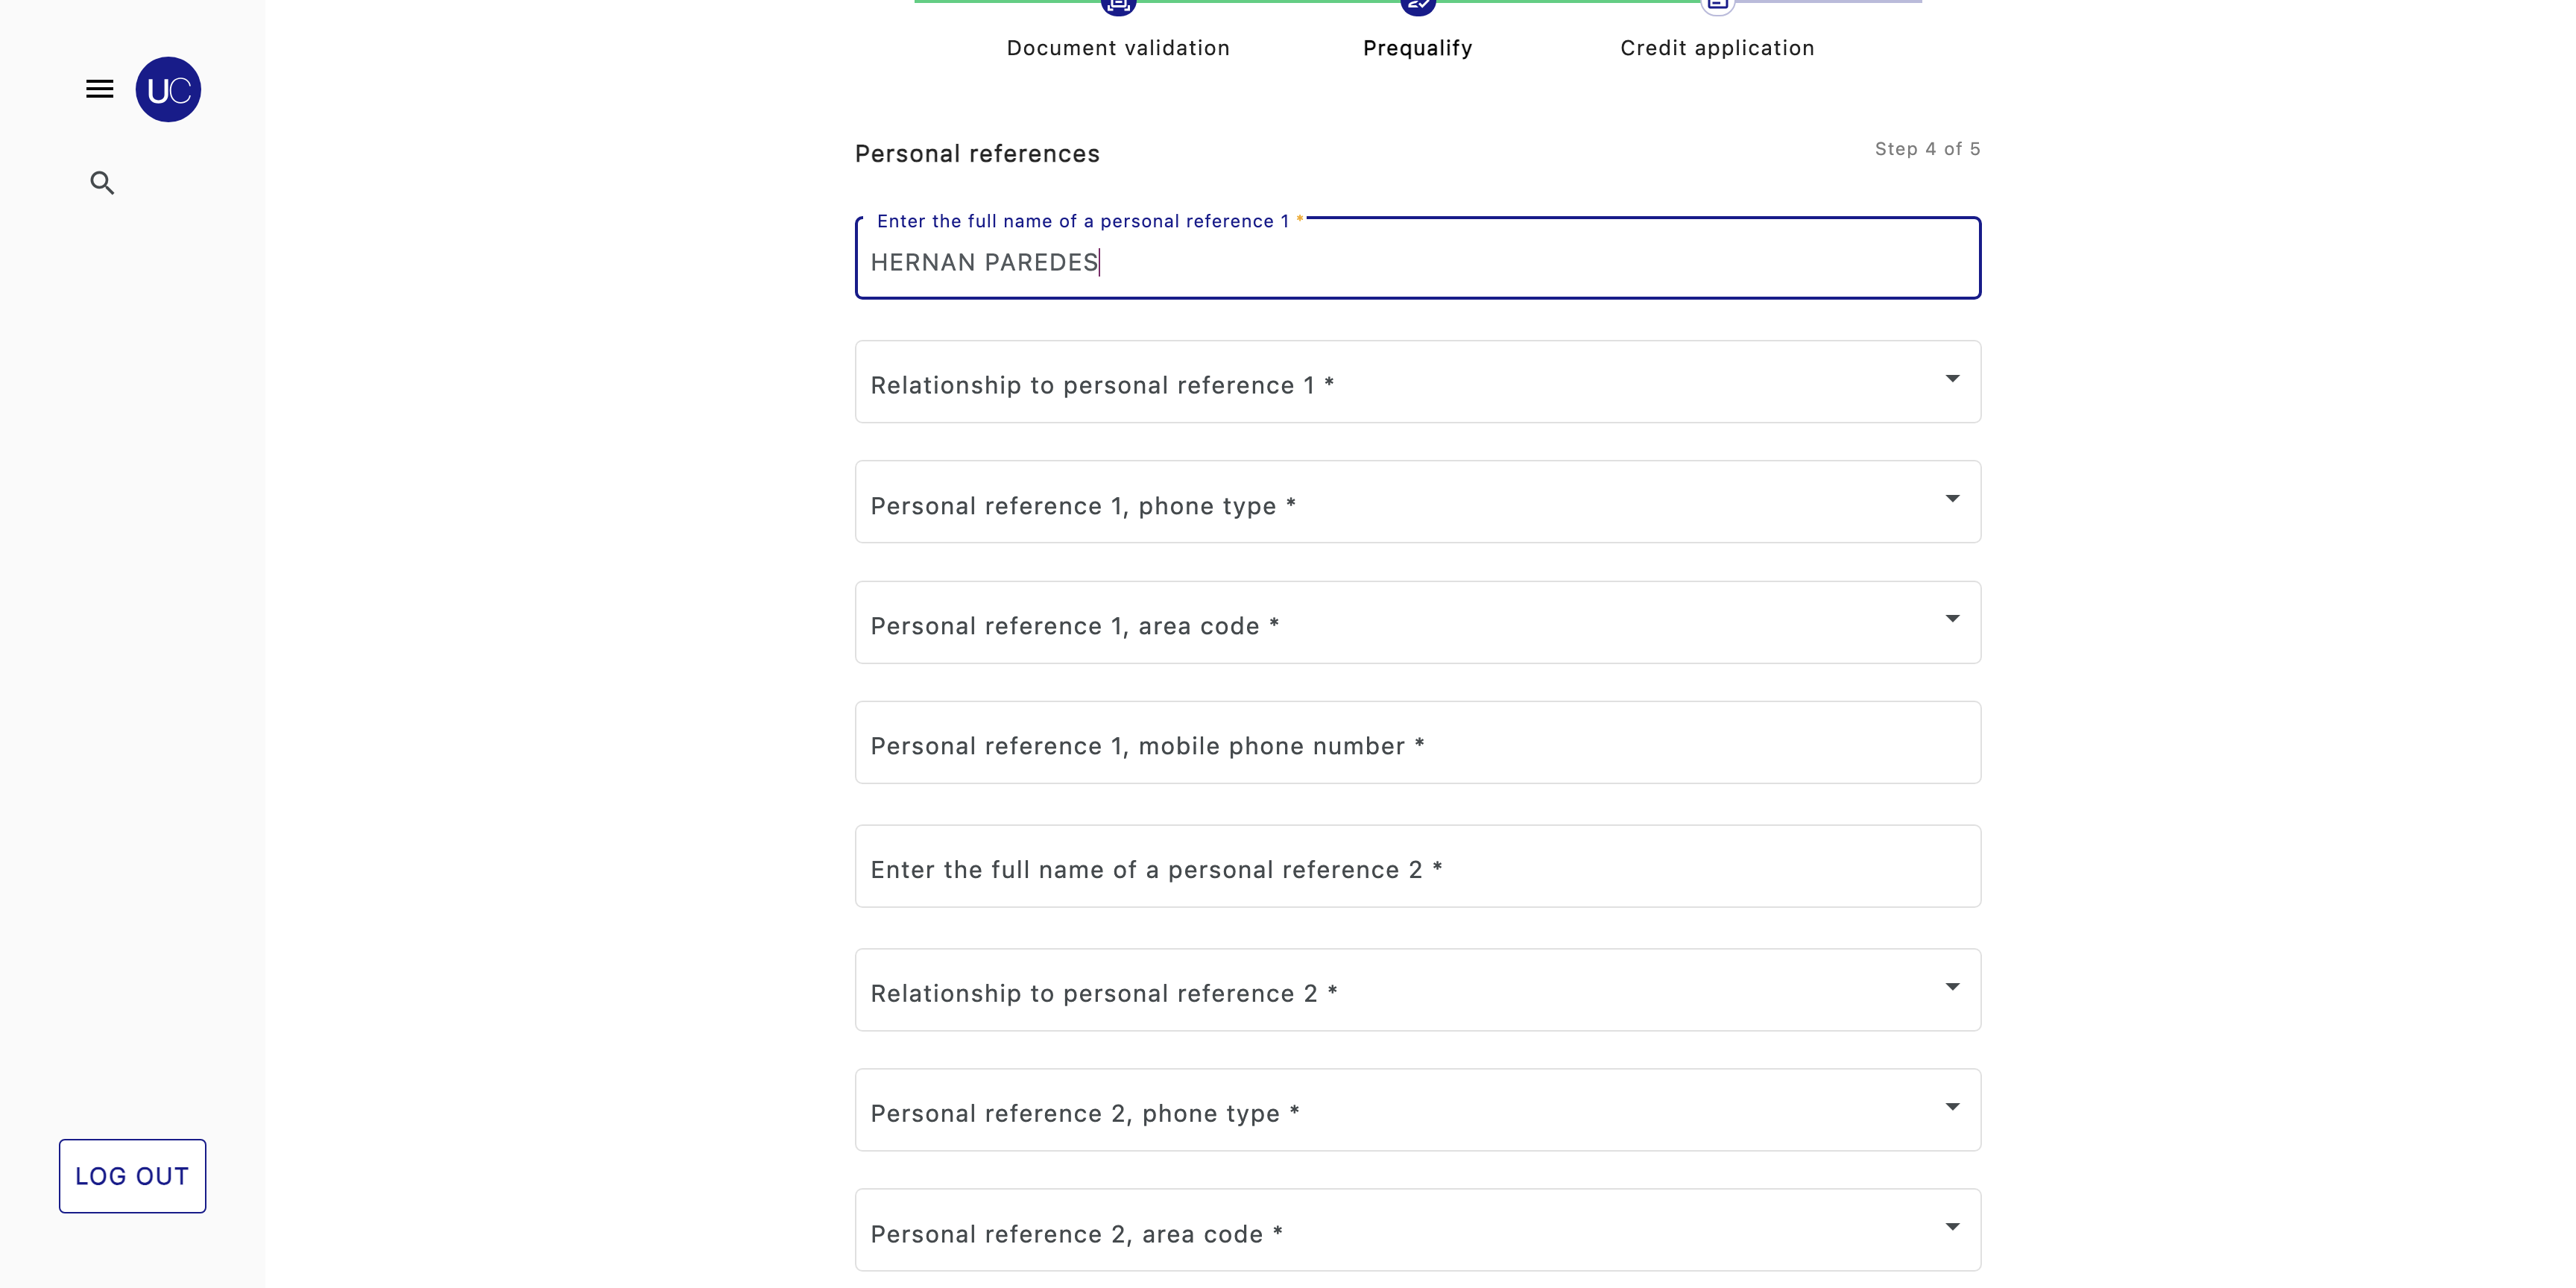 Document validation
Prequalify
Credit application
UC
Personal references
Step 4 of 5
Enter the full name of a personal reference 1 *
HERNAN PAREDES
Relationship to personal reference 1 *
Personal reference 1, phone type *
Personal reference 1, area code *
Personal reference 1, mobile phone number *
Enter the full name of a personal reference 2 *
Relationship to personal reference 2 *
Personal reference 2, phone type *
LOG OUT
Personal reference 2, area code *